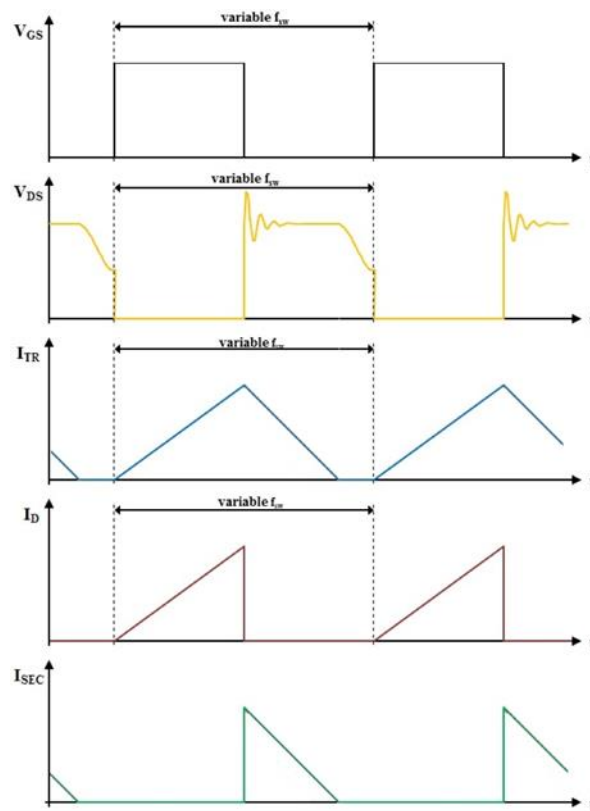 variable fsw
VGS
variable fsw
VDS
variable fsw
ITR
variable fsw
ID
ISEC